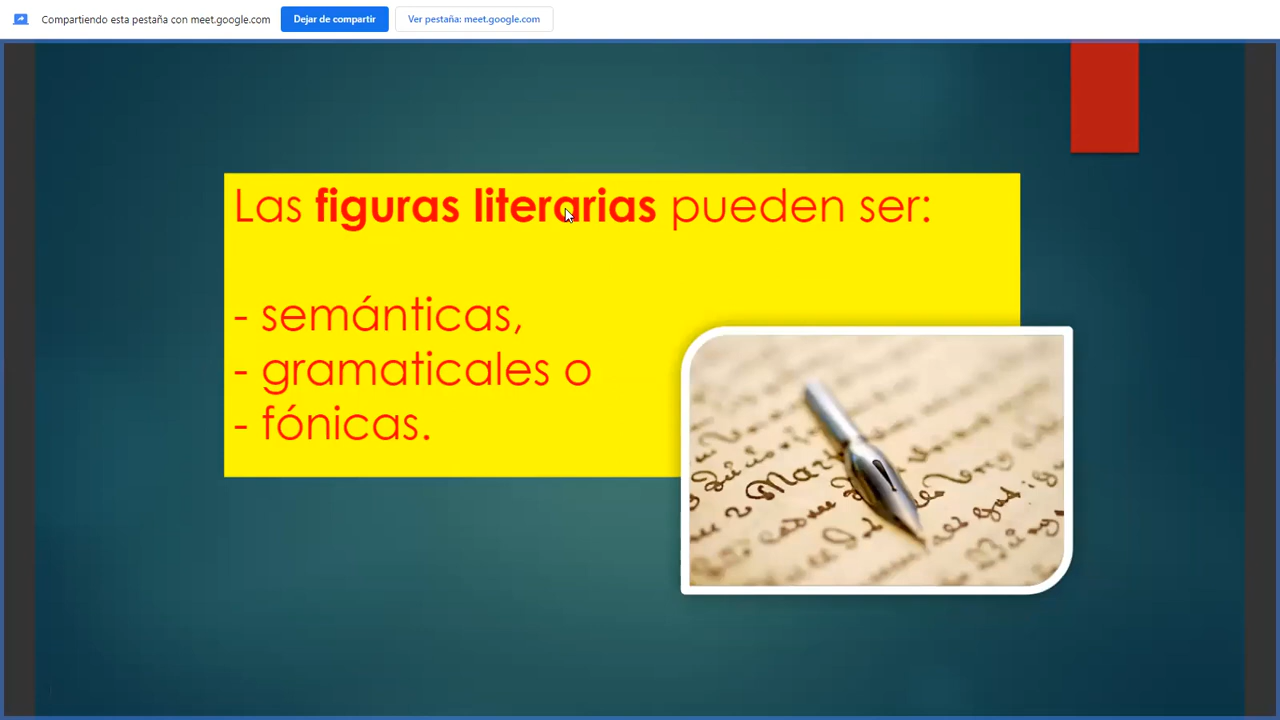 Compartiendo esta pestaña con meet.google.com
Dejar de compartir
Ver pestaña: meet.google.com
Las figuras literarias pueden ser:
- semánticas,
- gramaticales o
- fónicas.